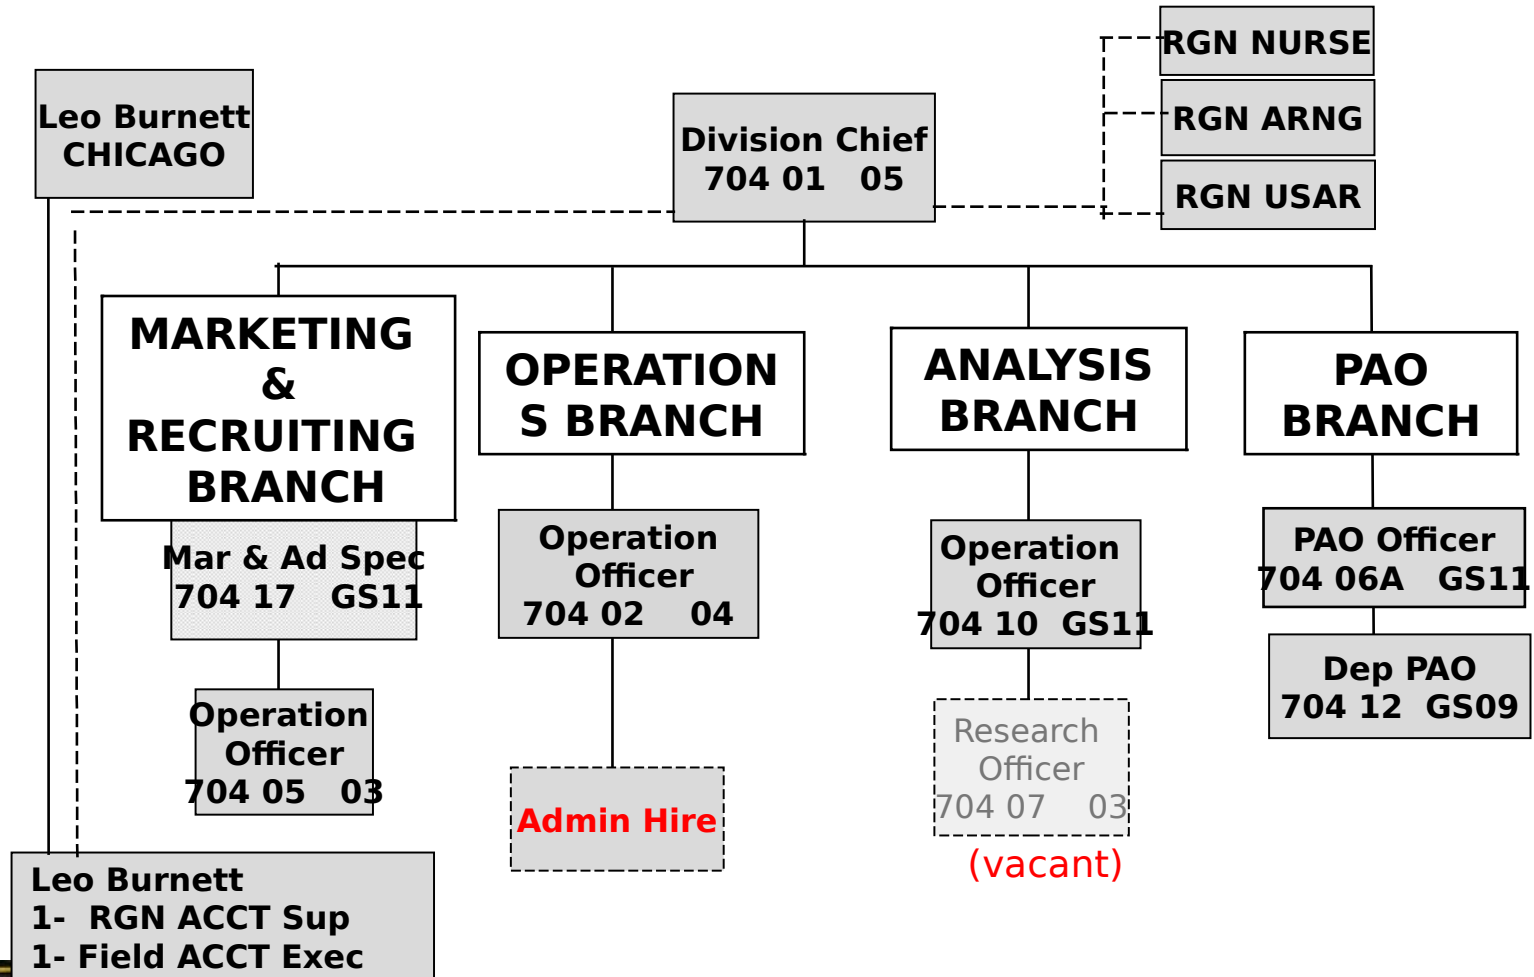 RGN NURSE
Leo Burnett
CHICAGO
Division Chief
704 01 05
RGN ARNG
RGN USAR
MARKETING
&
RECRUITING
BRANCH
OPERATION
S BRANCH
ANALYSIS
BRANCH
PAO
BRANCH
Mar & Ad Spec
704 17 GS11
Operation
Officer
704 02 04
Operation
Officer
704 10 GS11
PAO Officer
704 06A GS11
Operation
Officer
704 05 03
Admin Hire
Research
Officer
704 07 03
(vacant)
Dep PAO
704 12 GS09
Leo Burnett
1- RGN ACCT Sup
1- Field ACCT Exec